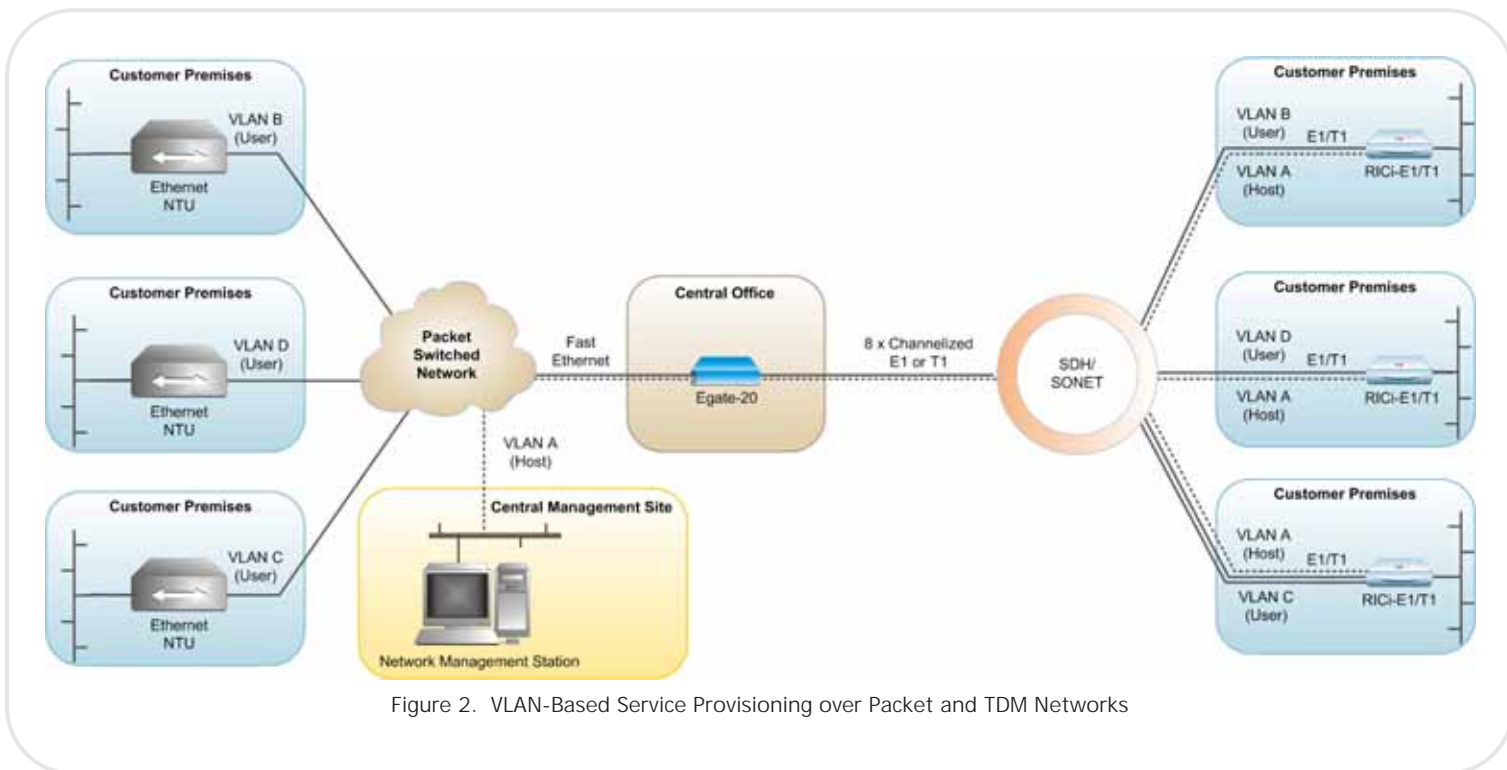 Customer Premises
VLAN B
(User)
Ethernet
NTU
Customer Premises
VLAN D
(User)
Ethernet
NTU
Customer Premises
VLAN C
(User)
Ethernet
NTU
Packet
Switched
Network
VLAN A
(Host)
Central Management Site
Network Management Station
Fast
Ethernet
Central Office
Egate-20
8 x Channelized
E1 or T1
SDH/
SONET
Customer Premises
VLAN B
(User)
E1/T1
VLAN A
(Host)
RICi-E1/T1
Customer Premises
VLAN D
(User)
E1/T1
VLAN A
(Host)
RICi-E1/T1
Customer Premises
VLAN A
(Host)
E1/T1
VLAN C
(User)
RICi-E1/T1
Figure 2. VLAN-Based Service Provisioning over Packet and TDM Networks